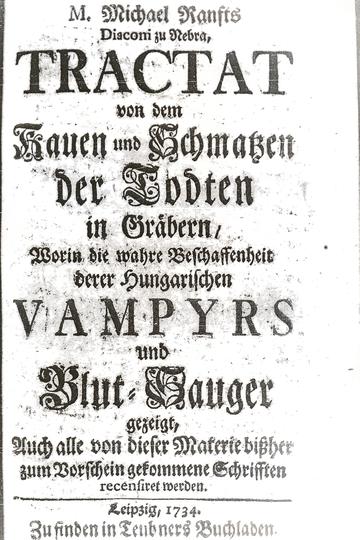 M. Michael Ranfts
Diaconi zu Nebra,
TRACTAT
von dem
Kauen und Schmatzen
der Todten
in Gräbern,
Worin die wahre Beschaffenheit
derer Hungarischen
VAMPYRS
und
Blut-Sauger
gezeigt,
Auch alle von dieser Materie bißher
zum Vorschein gekommene Schrifften
recensiret werden.
Leipzig, 1734.
Zu finden in Teubners Buchladen.